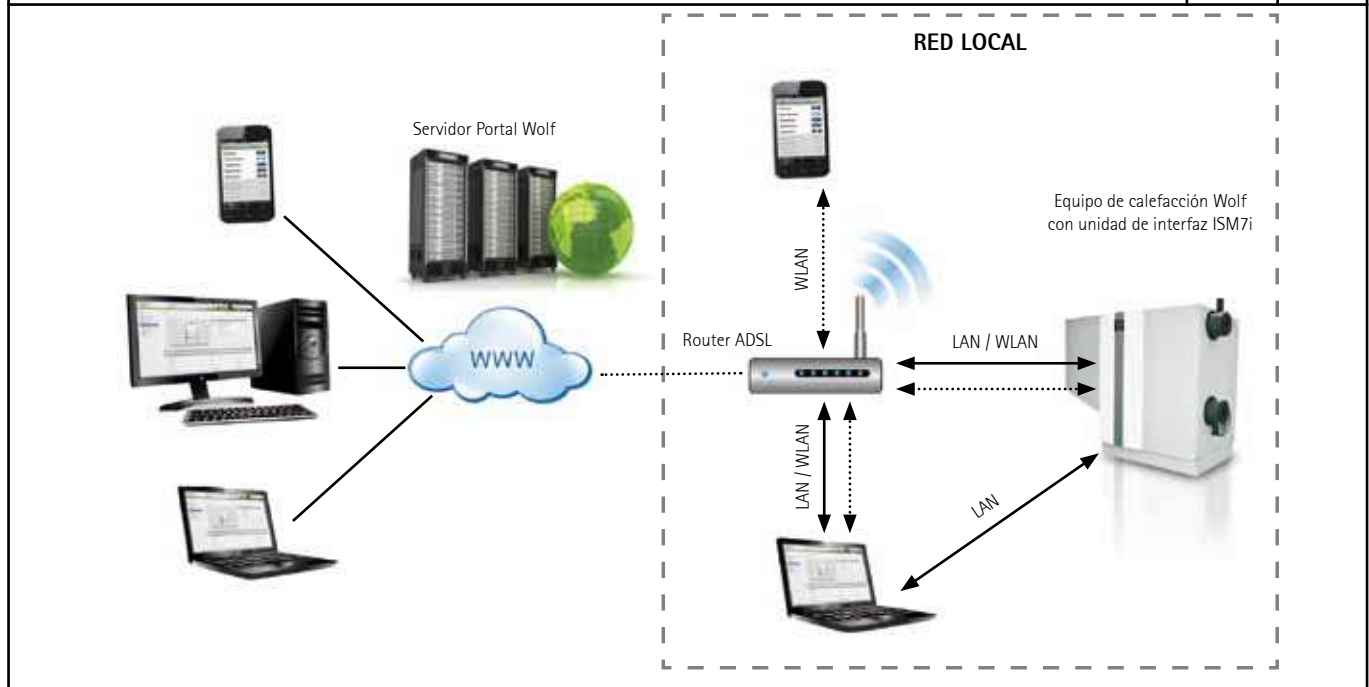 RED LOCAL
Servidor Portal Wolf
Equipo de calefacción Wolf
con unidad de interfaz ISM7i
WLAN
Router ADSL
LAN / WLAN
WWW
LAN / WLAN
LAN